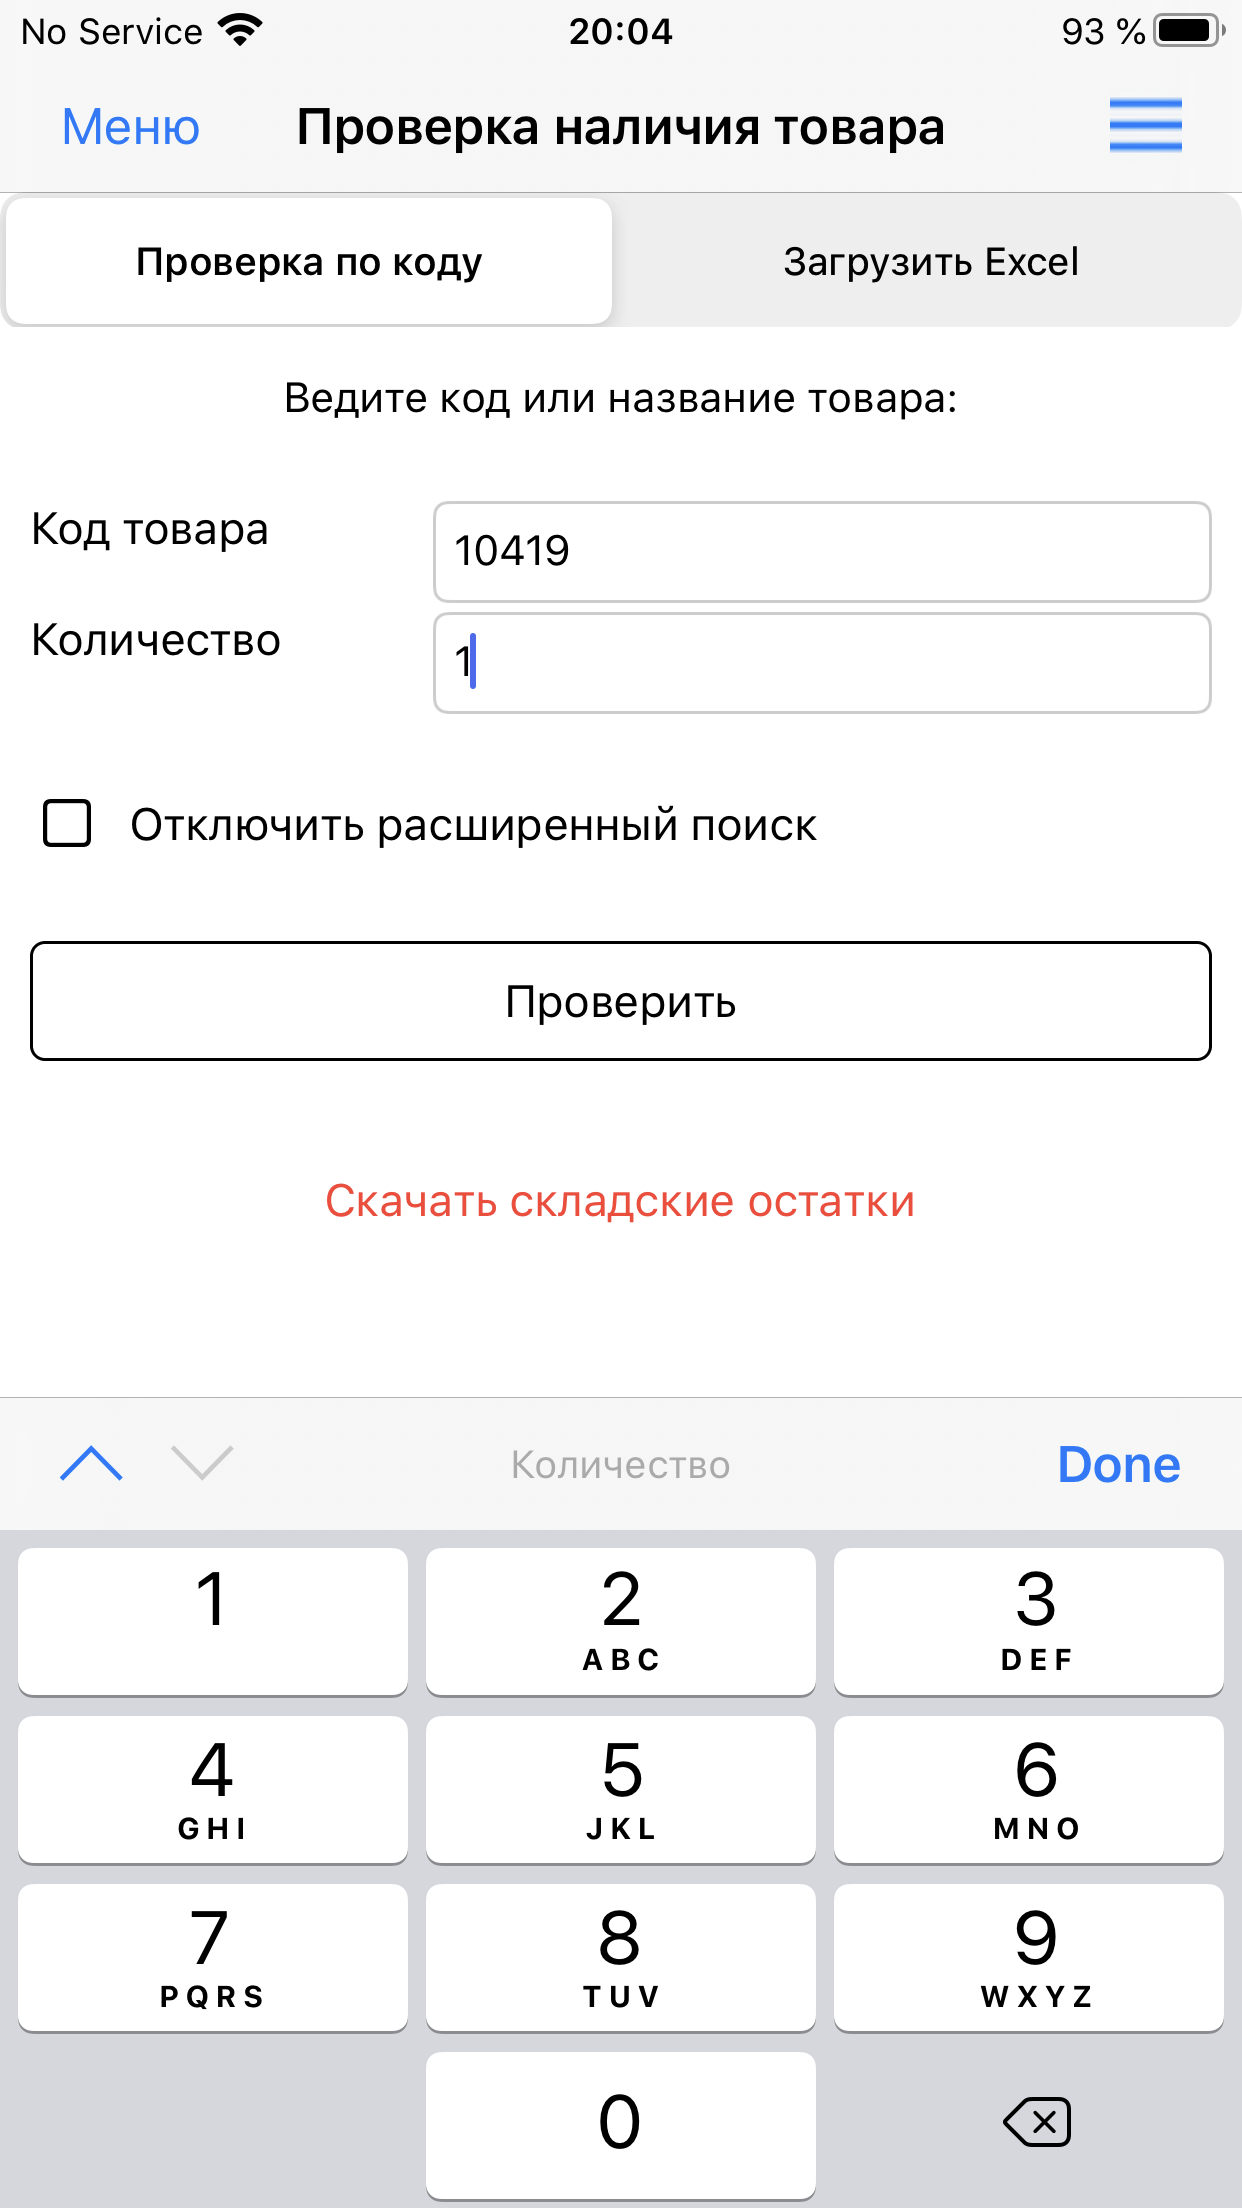 No Service 20:04 93 %
Меню Проверка наличия товара
Проверка по коду Загрузить Excel
Ведите код или название товара:
Код товара 10419
Количество 1
Отключить расширенный поиск
Проверить
Скачать складские остатки
Количество Done
1 2 3
ABC DEF
4 5 6
GHI JKL MNO
7 8 9
PQRS TUV WXYZ
0